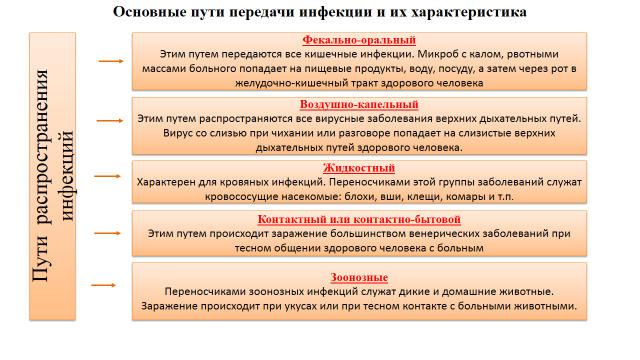 Основные пути передачи инфекции и их характеристика
Пути распространения
инфекций
Фекально-оральный
Этим путем передаются все кишечные инфекции. Микроб с калом, рвотными
массами больного попадает на пищевые продукты, воду, посуду, а затем через рот в
желудочно-кишечный тракт здорового человека
Воздушно-капельный
Этим путем распространяются все вирусные заболевания верхних дыхательных путей.
Вирус со слизью при чихании или разговоре попадает на слизистые верхних
дыхательных путей здорового человека.
Жидкостный
Характерен для кровяных инфекций. Переносчиками этой группы заболеваний служат
кровососущие насекомые: блохи, вши, клещи, комары и т.п.
Контактный или контактно-бытовой
Этим путем происходит заражение большинством венерических заболеваний при
тесном общении здорового человека с больным
Зоонозные
Переносчиками зоонозных инфекций служат дикие и домашние животные.
Заражение происходит при укусах или при тесном контакте с больными животными.